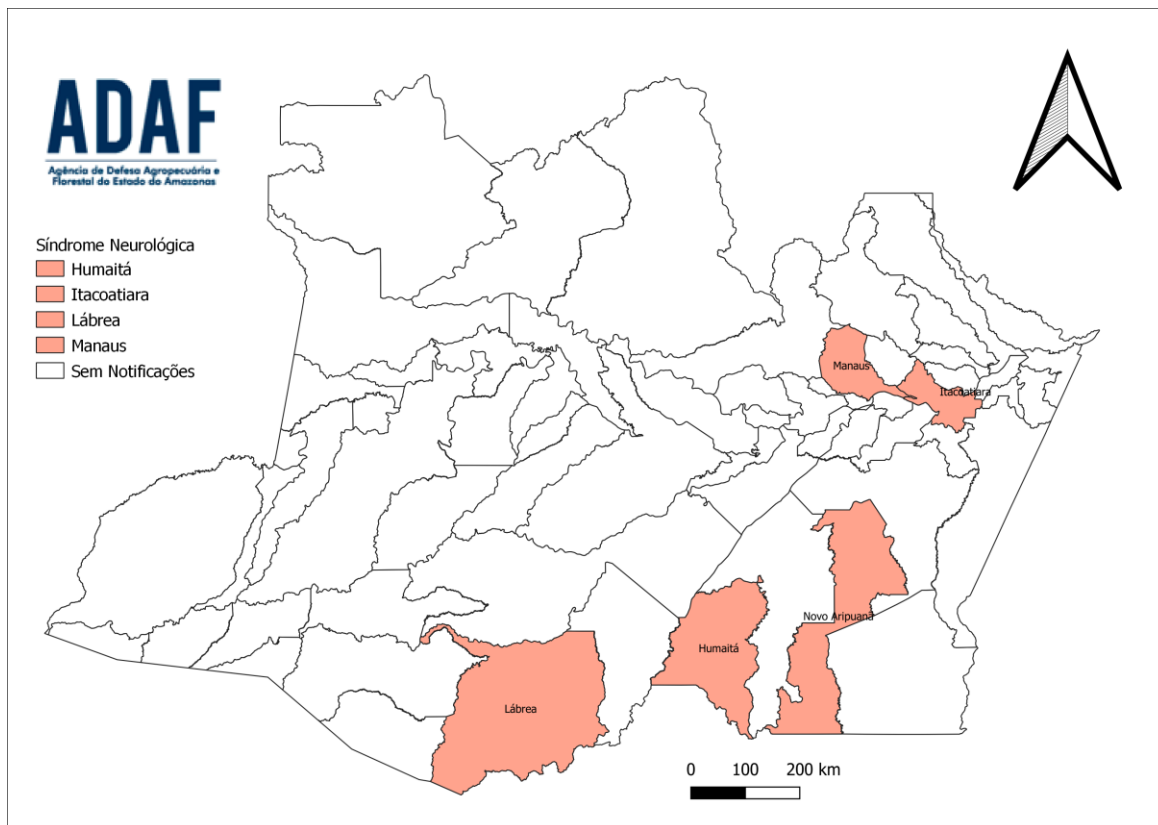 ADAF
Agência de Defesa Agropecuária e
Florestal do Estado do Amazonas
Síndrome Neurológica
Humaitá
Itacoatiara
Lábrea
Manaus
Sem Notificações
Manaus
Itacoatiara
Novo Aripuanã
Humaitá
Lábrea
0 100 200 km